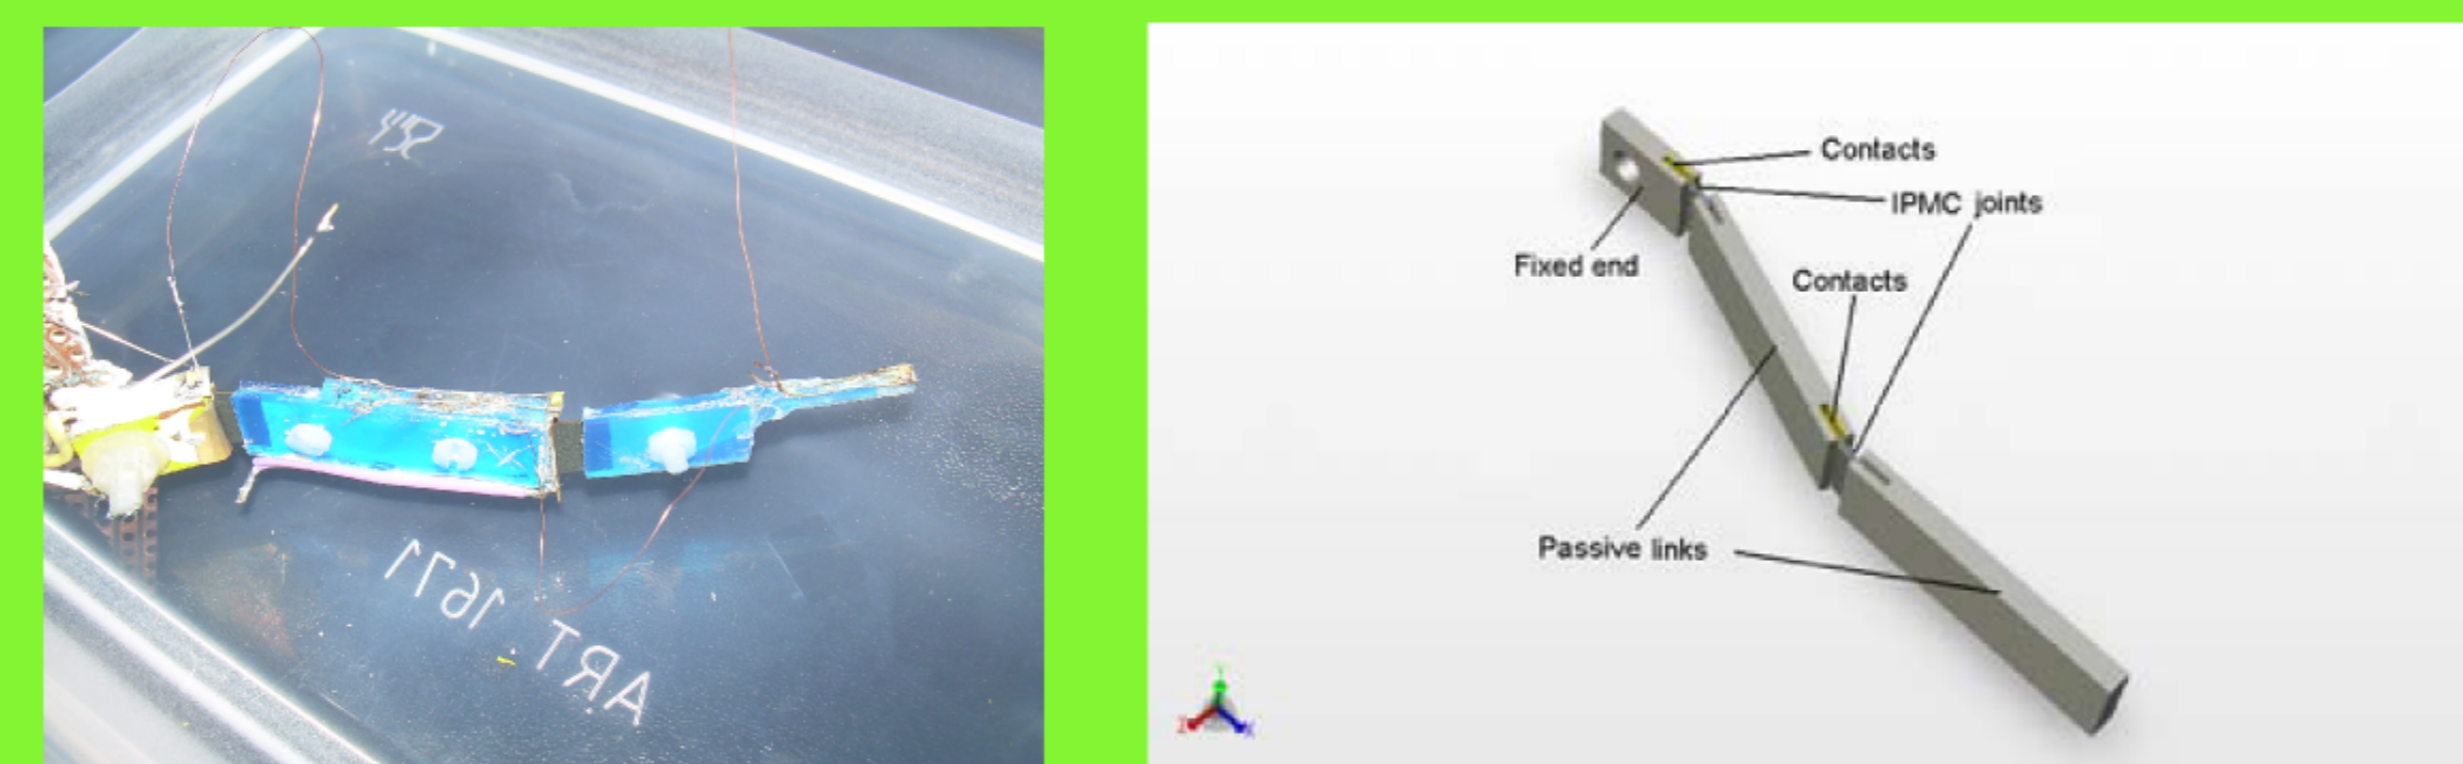 ART. 1671
Contacts
IPMC joints
Fixed end
Contacts
Passive links